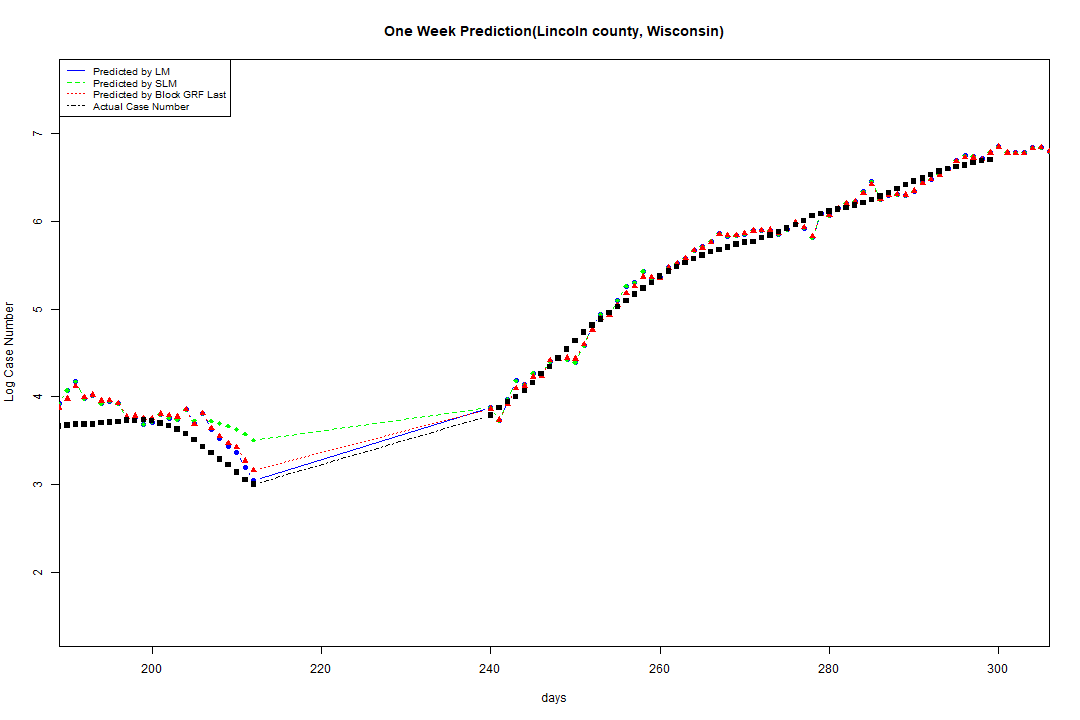 One Week Prediction(Lincoln county, Wisconsin)
Predicted by LM
Predicted by SLM
Predicted by Block GRF Last
Actual Case Number
Log Case Number
7
6
5
4
3
2
200 220 240 260 280 300
days